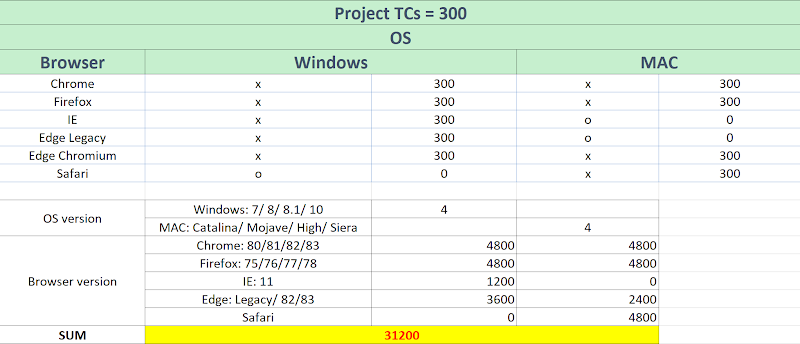 Project TCs = 300
OS
Browser Windows MAC
Chrome x 300 x 300
Firefox x 300 x 300
IE x 300 o 0
Edge Legacy x 300 o 0
Edge Chromium x 300 x 300
Safari o 0 x 300
OS version
Windows: 7/ 8/ 8.1/ 10 4
MAC: Catalina/ Mojave/ High/ Siera 4
Browser version
Chrome: 80/81/82/83 4800 4800
Firefox: 75/76/77/78 4800 4800
IE: 11 1200 0
Edge: Legacy/ 82/83 3600 2400
Safari 0 4800
SUM 31200